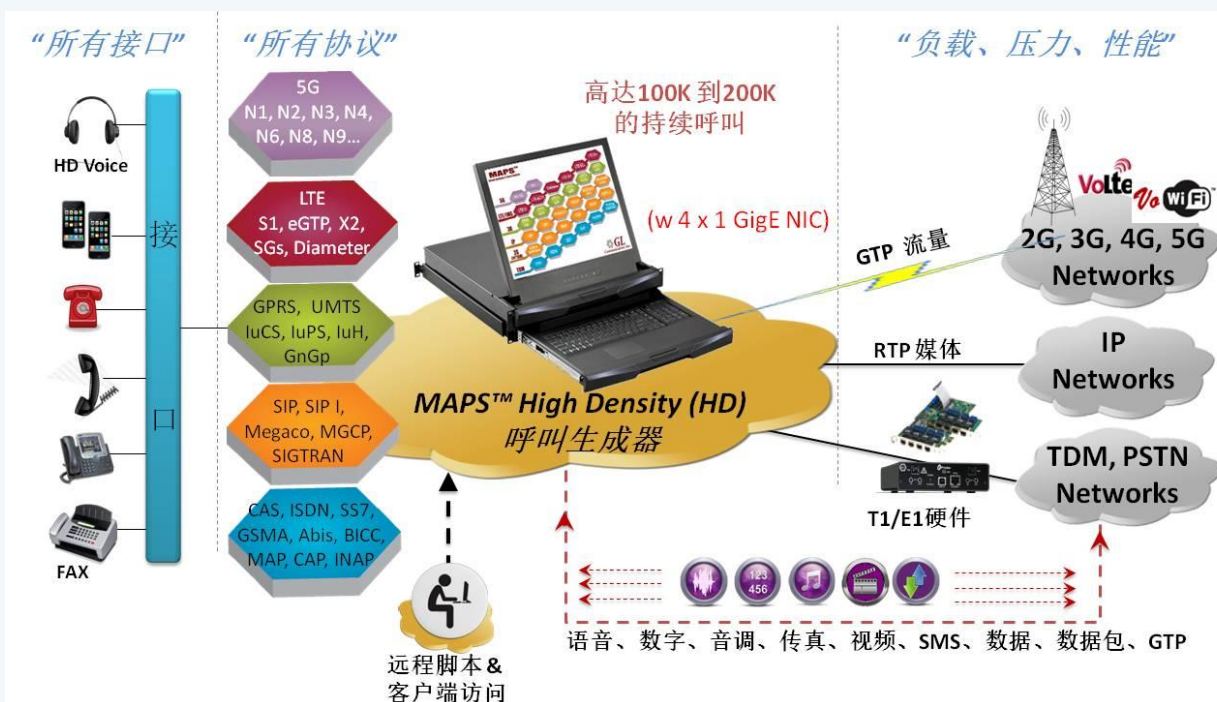 “所有接口”
“所有协议”
“负载、压力、性能”
HD Voice
接
口
FAX
5G
N1, N2, N3, N4,
N6, N8, N9...
LTE
S1, eGTP, X2,
SGs, Diameter
GPRS, UMTS
IuCS, IuPS, IuH,
GnGp
SIP, SIP I,
Megaco, MGCP,
SIGTRAN
CAS, ISDN, SS7,
GSMA, Abis, BICC,
MAP, CAP, INAP
高达100K 到200K
的持续呼叫
MAPS™
GL
(w 4 x 1 GigE NIC)
MAPS™ High Density (HD)
呼叫生成器
GTP 流量
VoLTE
Vo WiFi
2G, 3G, 4G, 5G
Networks
RTP 媒体
IP
Networks
TDM, PSTN
Networks
T1/E1硬件
123
456
语音、数字、音调、传真、视频、SMS、数据、数据包、GTP
远程脚本 &
客户端访问